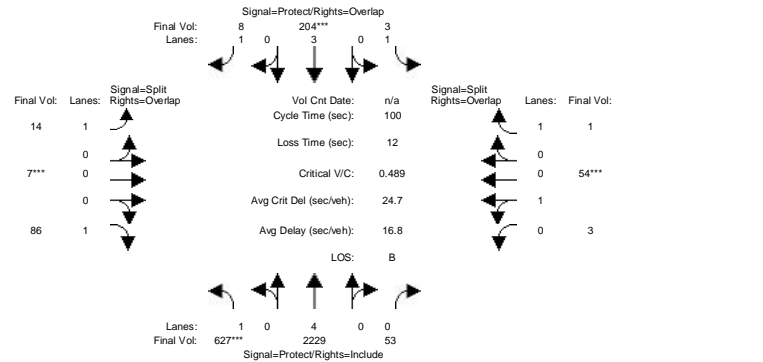 Signal=Protect/Rights=Overlap
Final Vol: 8 204*** 3
Lanes: 1 0 3 0 1
Signal=Split
Final Vol: Lanes: Rights=Overlap
Vol Cnt Date: n/a
Signal=Split
Rights=Overlap Lanes: Final Vol:
14 1 Cycle Time (sec): 100 1 1
0 Loss Time (sec): 12 0
7*** 0 Critical V/C: 0.489 0 54***
0 Avg Crit Del (sec/veh): 24.7 1
86 1 Avg Delay (sec/veh): 16.8 0 3
LOS: B
Lanes: 1 0 4 0 0
Final Vol: 627*** 2229 53
Signal=Protect/Rights=Include